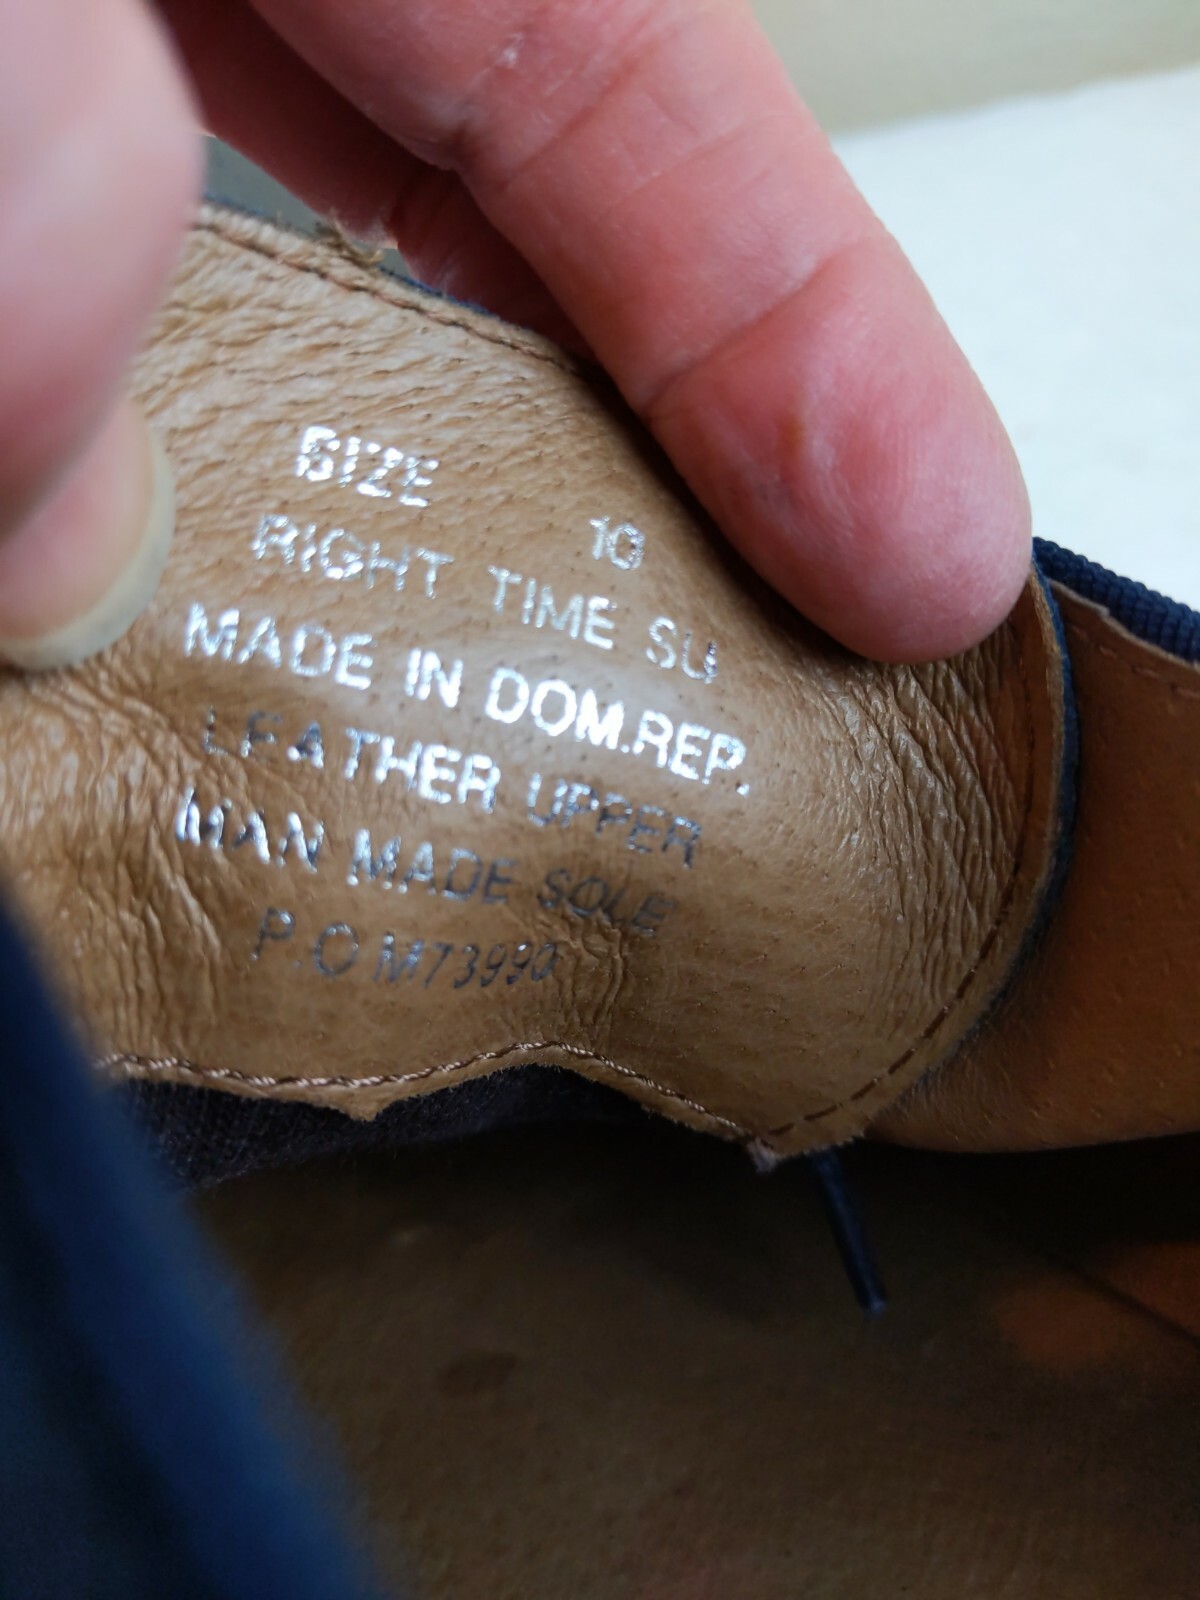 SIZE 10
RIGHT TIME SU
MADE IN DOM.REP.
LEATHER UPPER
MAN MADE SOLE
P.O M73990